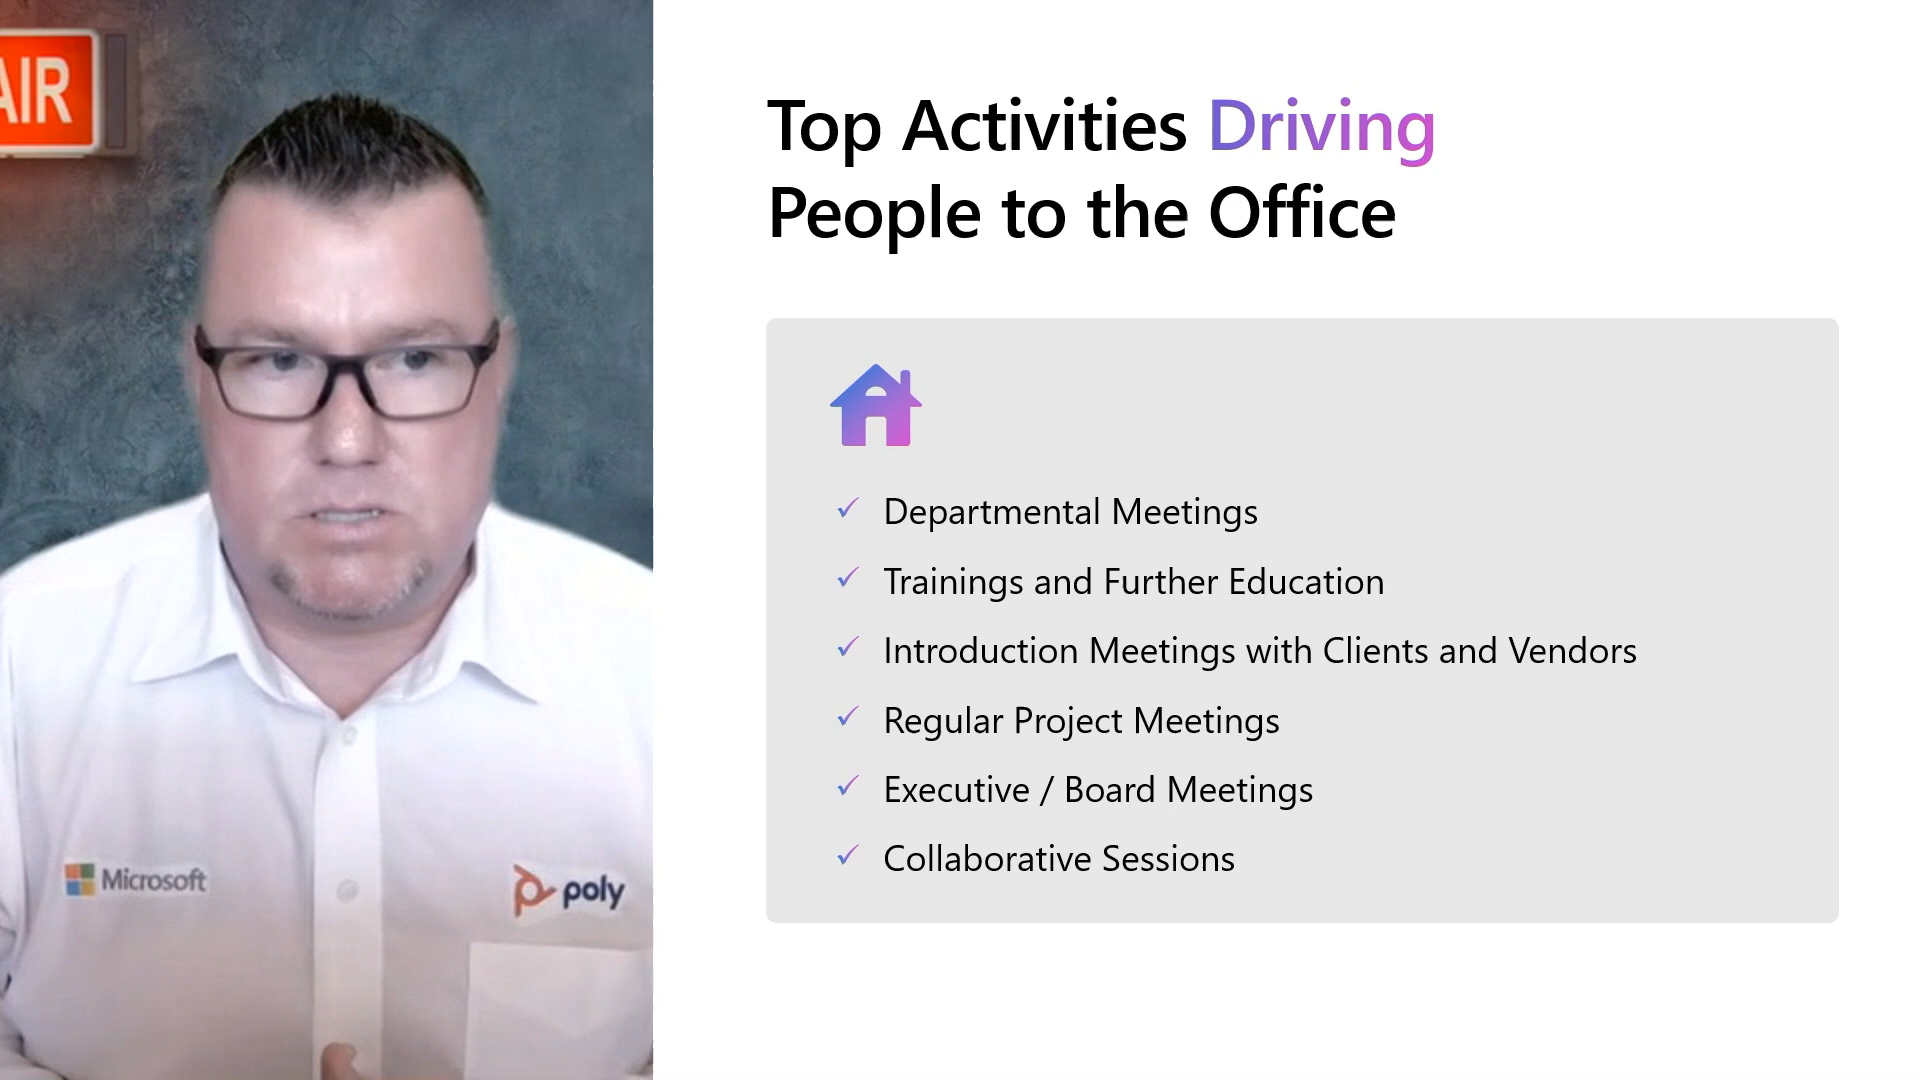 AIR
Top Activities Driving
People to the Office
Departmental Meetings
Trainings and Further Education
Introduction Meetings with Clients and Vendors
Regular Project Meetings
Executive / Board Meetings
Collaborative Sessions
Microsoft
poly